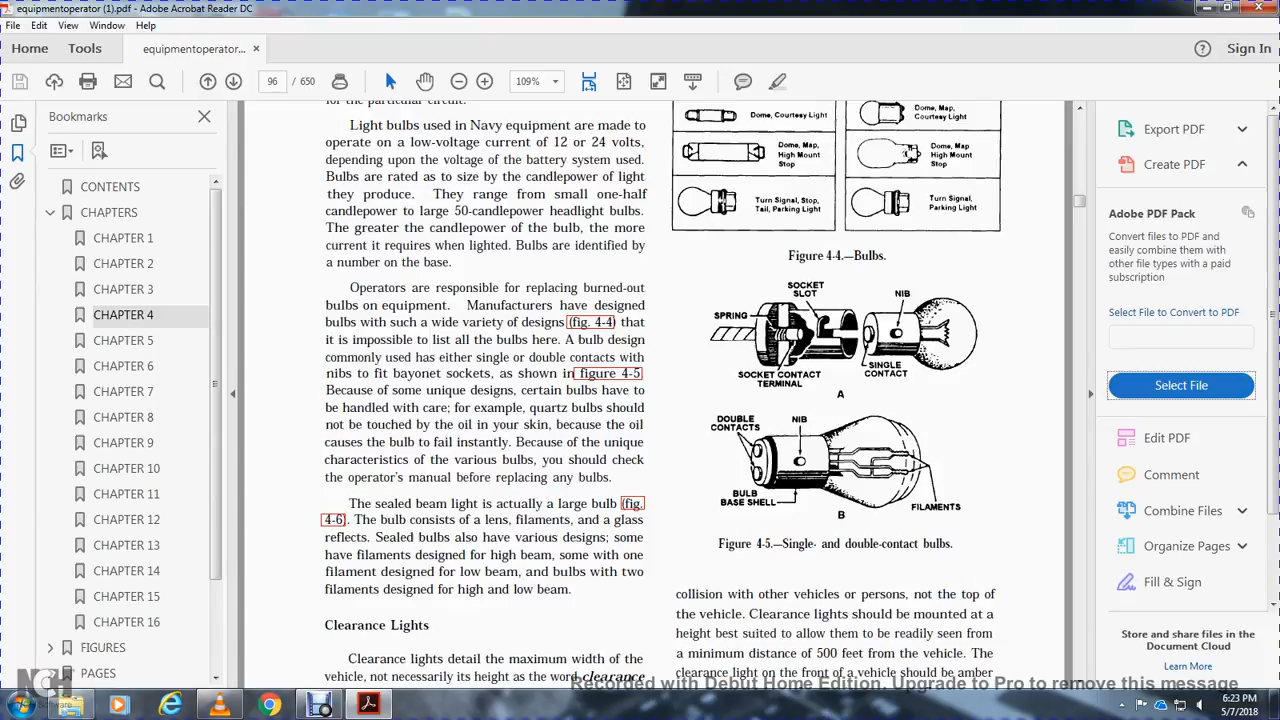 equipmentoperator (1).pdf - Adobe Acrobat Reader DC
File Edit View Window Help
Home Tools equipmentoperator... × Sign In
96 / 650 109%
Bookmarks
CONTENTS
CHAPTERS
CHAPTER 1
CHAPTER 2
CHAPTER 3
CHAPTER 4
CHAPTER 5
CHAPTER 6
CHAPTER 7
CHAPTER 8
CHAPTER 9
CHAPTER 10
CHAPTER 11
CHAPTER 12
CHAPTER 13
CHAPTER 14
CHAPTER 15
CHAPTER 16
FIGURES
PAGES
for the particular circuit.
Light bulbs used in Navy equipment are made to
operate on a low-voltage current of 12 or 24 volts,
depending upon the voltage of the battery system used.
Bulbs are rated as to size by the candlepower of light
they produce. They range from small one-half
candlepower to large 50-candlepower headlight bulbs.
The greater the candlepower of the bulb, the more
current it requires when lighted. Bulbs are identified by
a number on the base.
Operators are responsible for replacing burned-out
bulbs on equipment. Manufacturers have designed
bulbs with such a wide variety of designs (fig. 4-4) that
it is impossible to list all the bulbs here. A bulb design
commonly used has either single or double contacts with
nibs to fit bayonet sockets, as shown in figure 4-5
Because of some unique designs, certain bulbs have to
be handled with care; for example, quartz bulbs should
not be touched by the oil in your skin, because the oil
causes the bulb to fail instantly. Because of the unique
characteristics of the various bulbs, you should check
the operator's manual before replacing any bulbs.
The sealed beam light is actually a large bulb (fig.
4-6). The bulb consists of a lens, filaments, and a glass
reflects. Sealed bulbs also have various designs; some
have filaments designed for high beam, some with one
filament designed for low beam, and bulbs with two
filaments designed for high and low beam.
Clearance Lights
Clearance lights detail the maximum width of the
vehicle, not necessarily its height as the word clearance
Dome, Courtesy Light
Dome, Map,
Courtesy Light
Dome, Map,
High Mount
Stop
Dome, Map,
High Mount
Stop
Turn Signal, Stop,
Tail, Parking Light
Turn Signal,
Parking Light
Figure 4-4.—Bulbs.
SOCKET
SLOT
NIB
SPRING
SOCKET CONTACT
TERMINAL
SINGLE
CONTACT
A
DOUBLE
CONTACTS
NIB
BULB
BASE SHELL
FILAMENTS
B
Figure 4-5.—Single- and double-contact bulbs.
collision with other vehicles or persons, not the top of
the vehicle. Clearance lights should be mounted at a
height best suited to allow them to be readily seen from
a minimum distance of 500 feet from the vehicle. The
clearance light on the front of a vehicle should be amber
Export PDF
Create PDF
Adobe PDF Pack
Convert files to PDF and
easily combine them with
other file types with a paid
subscription
Select File to Convert to PDF
Select File
Edit PDF
Comment
Combine Files
Organize Pages
Fill & Sign
Store and share files in the
Document Cloud
Learn More
NCH
Software
Recorded with Debut Home Edition. Upgrade to Pro to remove this message
6:23 PM
5/7/2018